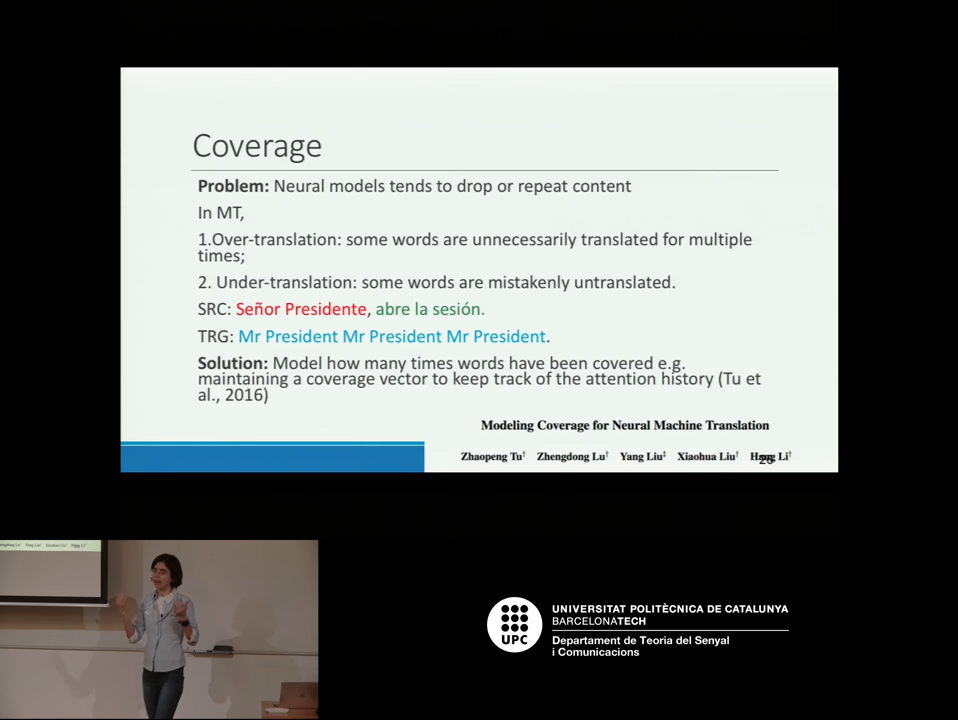 Coverage
Problem: Neural models tends to drop or repeat content
In MT,
1.Over-translation: some words are unnecessarily translated for multiple
times;
2. Under-translation: some words are mistakenly untranslated.
SRC: Señor Presidente, abre la sesión.
TRG: Mr President Mr President Mr President.
Solution: Model how many times words have been covered e.g.
maintaining a coverage vector to keep track of the attention history (Tu et
al., 2016)
Modeling Coverage for Neural Machine Translation
Zhaopeng Tu† Zhengdong Lu† Yang Liu‡ Xiaohua Liu† Hang Li†
UPC
UNIVERSITAT POLITÈCNICA DE CATALUNYA
BARCELONATECH
Departament de Teoria del Senyal
i Comunicacions